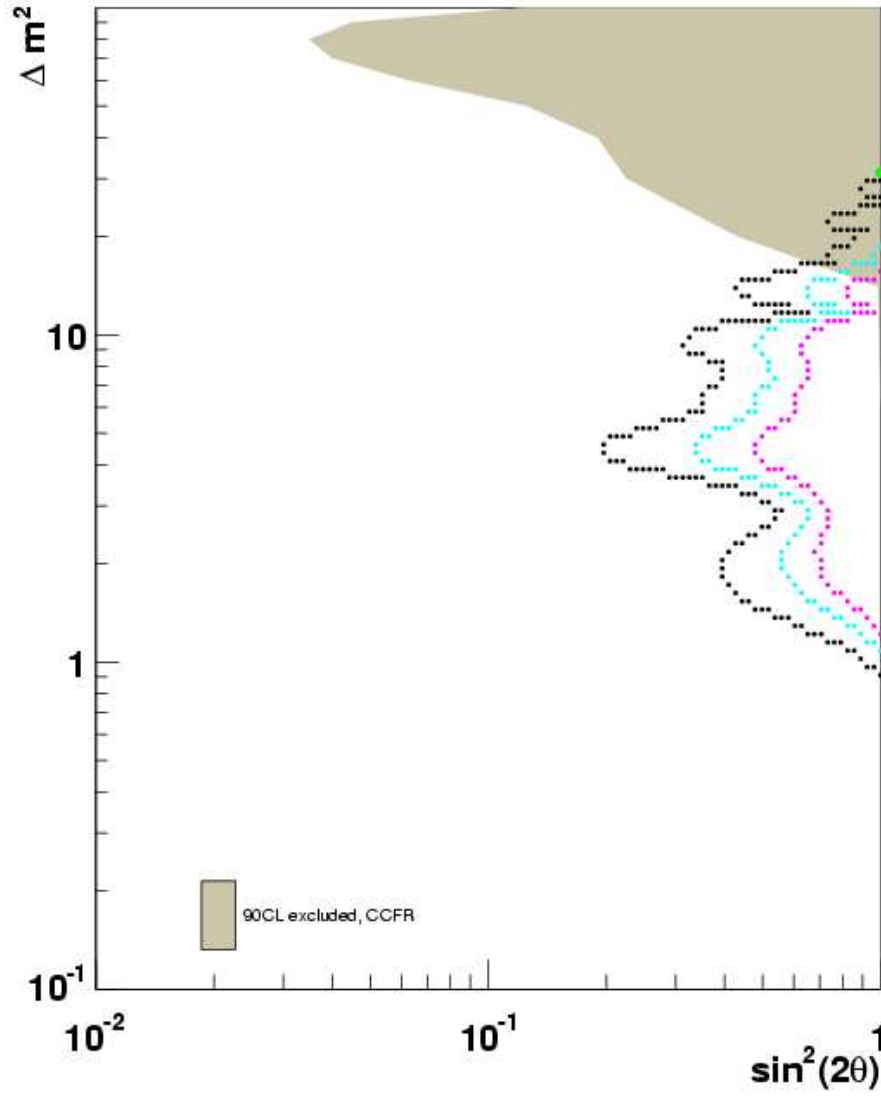 Δ m²
10
1
10⁻¹
90CL excluded, CCFR
10⁻² 10⁻¹ 1
sin²(2θ)